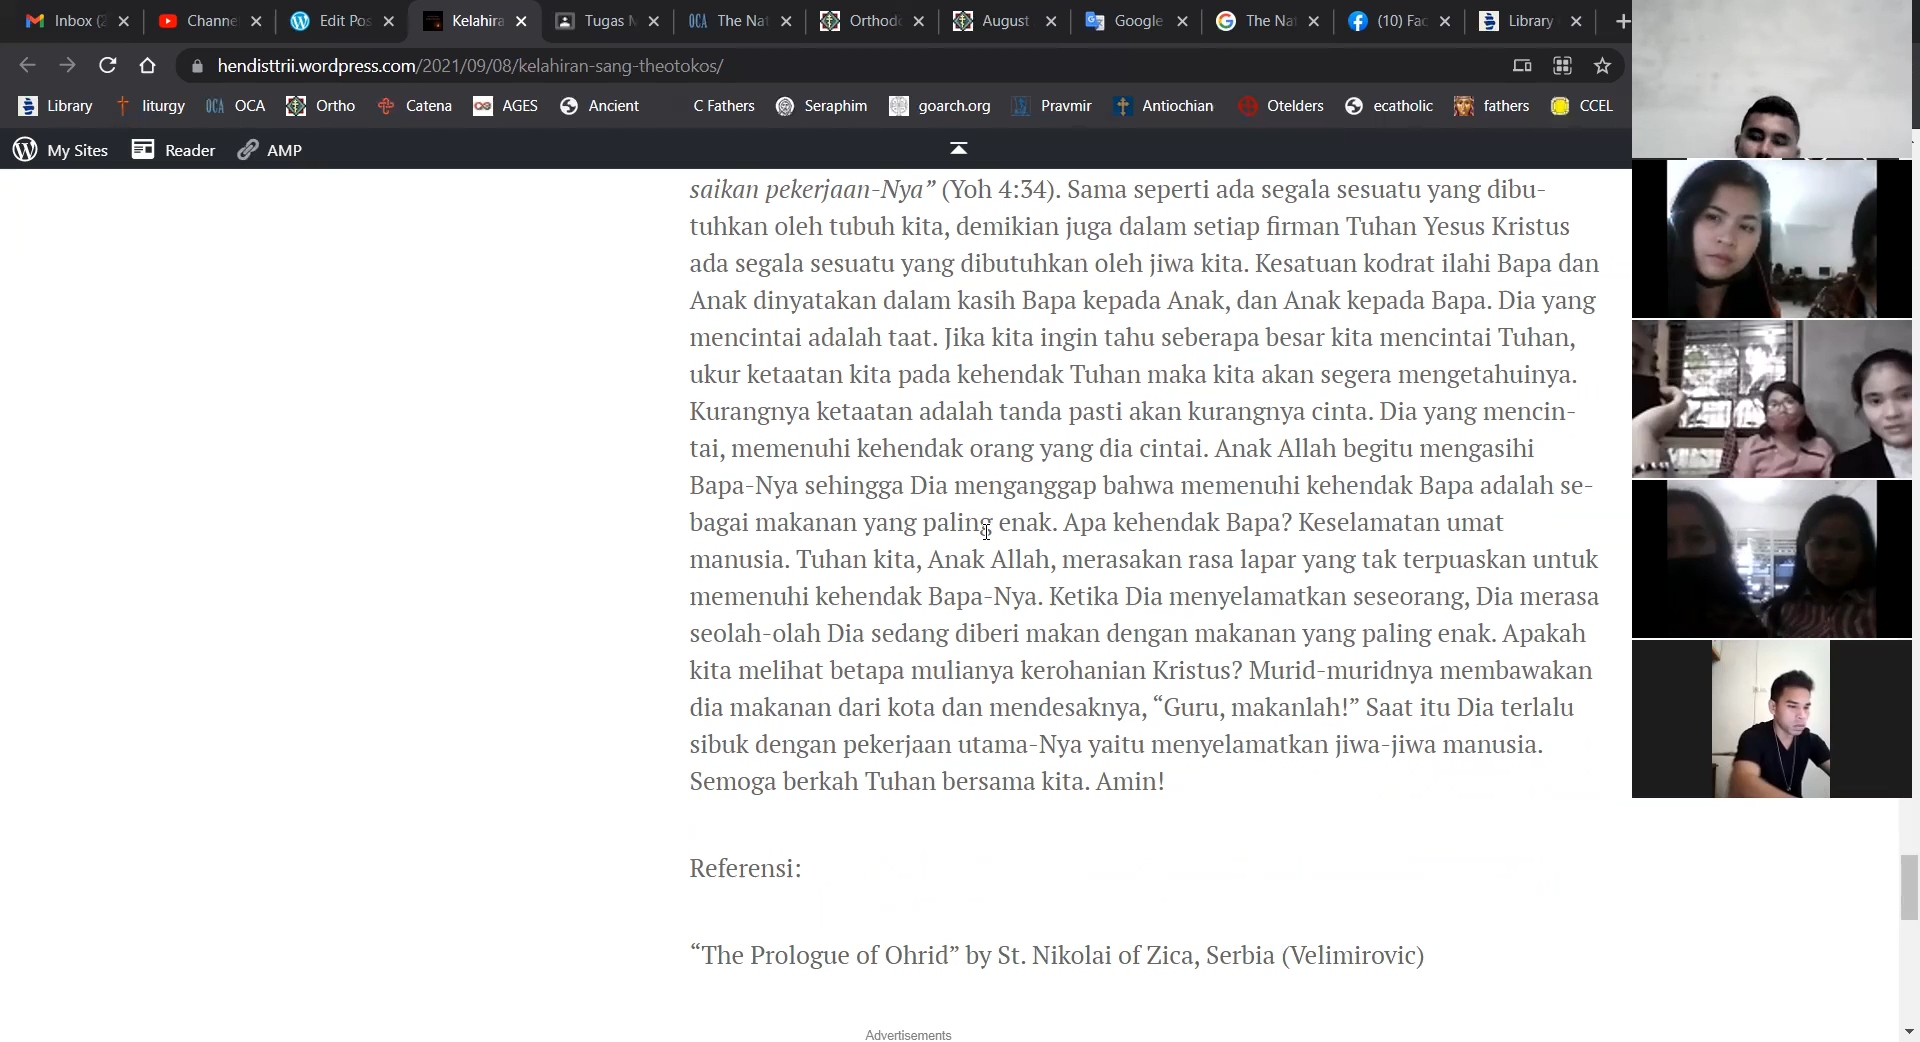 Inbox (2
Channe
Edit Pos
Kelahira
Tugas M
OCA The Nat
Orthodo
August
Google
The Nat
(10) Fac
Library
hendisttrii.wordpress.com/2021/09/08/kelahiran-sang-theotokos/
Library liturgy OCA OCA Ortho Catena AGES Ancient C Fathers Seraphim goarch.org Pravmir Antiochian Otelders ecatholic fathers CCEL
My Sites Reader AMP
saikan pekerjaan-Nya” (Yoh 4:34). Sama seperti ada segala sesuatu yang dibu-
tuhkan oleh tubuh kita, demikian juga dalam setiap firman Tuhan Yesus Kristus
ada segala sesuatu yang dibutuhkan oleh jiwa kita. Kesatuan kodrat ilahi Bapa dan
Anak dinyatakan dalam kasih Bapa kepada Anak, dan Anak kepada Bapa. Dia yang
mencintai adalah taat. Jika kita ingin tahu seberapa besar kita mencintai Tuhan,
ukur ketaatan kita pada kehendak Tuhan maka kita akan segera mengetahuinya.
Kurangnya ketaatan adalah tanda pasti akan kurangnya cinta. Dia yang mencin-
tai, memenuhi kehendak orang yang dia cintai. Anak Allah begitu mengasihi
Bapa-Nya sehingga Dia menganggap bahwa memenuhi kehendak Bapa adalah se-
bagai makanan yang paling enak. Apa kehendak Bapa? Keselamatan umat
manusia. Tuhan kita, Anak Allah, merasakan rasa lapar yang tak terpuaskan untuk
memenuhi kehendak Bapa-Nya. Ketika Dia menyelamatkan seseorang, Dia merasa
seolah-olah Dia sedang diberi makan dengan makanan yang paling enak. Apakah
kita melihat betapa mulianya kerohanian Kristus? Murid-muridnya membawakan
dia makanan dari kota dan mendesaknya, “Guru, makanlah!” Saat itu Dia terlalu
sibuk dengan pekerjaan utama-Nya yaitu menyelamatkan jiwa-jiwa manusia.
Semoga berkah Tuhan bersama kita. Amin!
Referensi:
“The Prologue of Ohrid” by St. Nikolai of Zica, Serbia (Velimirovic)
Advertisements